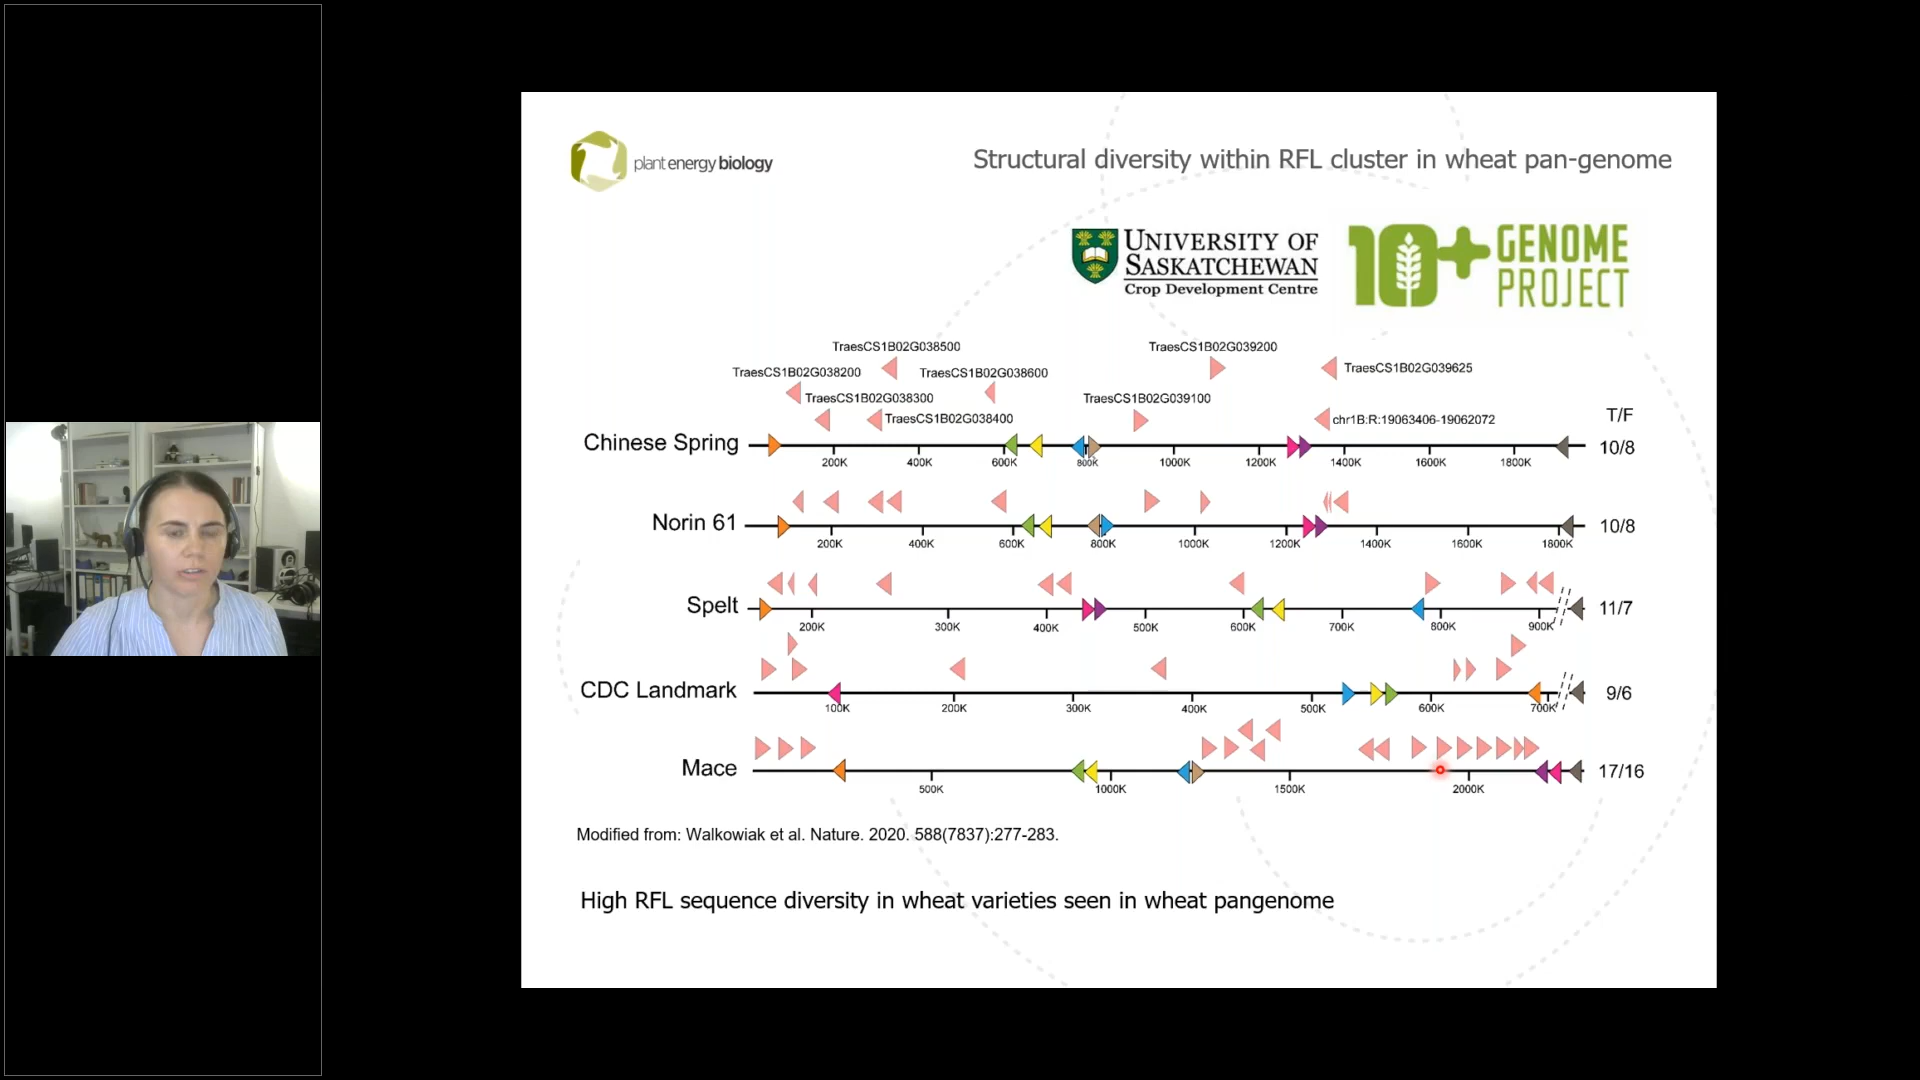 plant energy biology
Structural diversity within RFL cluster in wheat pan-genome
UNIVERSITY OF
SASKATCHEWAN
Crop Development Centre
10+ GENOME
PROJECT
TraesCS1B02G038500
TraesCS1B02G039200
TraesCS1B02G038200
TraesCS1B02G038600
TraesCS1B02G039625
TraesCS1B02G038300
TraesCS1B02G039100
TraesCS1B02G038400
chr1B:R:19063406-19062072
T/F
Chinese Spring
10/8
200K 400K 600K 800K 1000K 1200K 1400K 1600K 1800K
Norin 61
10/8
200K 400K 600K 800K 1000K 1200K 1400K 1600K 1800K
Spelt
11/7
200K 300K 400K 500K 600K 700K 800K 900K
CDC Landmark
9/6
100K 200K 300K 400K 500K 600K 700K
Mace
17/16
500K 1000K 1500K 2000K
Modified from: Walkowiak et al. Nature. 2020. 588(7837):277-283.
High RFL sequence diversity in wheat varieties seen in wheat pangenome